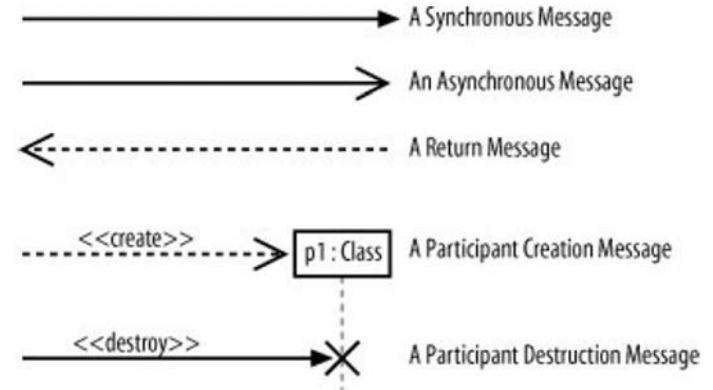 A Synchronous Message
An Asynchronous Message
A Return Message
<<create>>
p1 : Class
A Participant Creation Message
<<destroy>>
A Participant Destruction Message